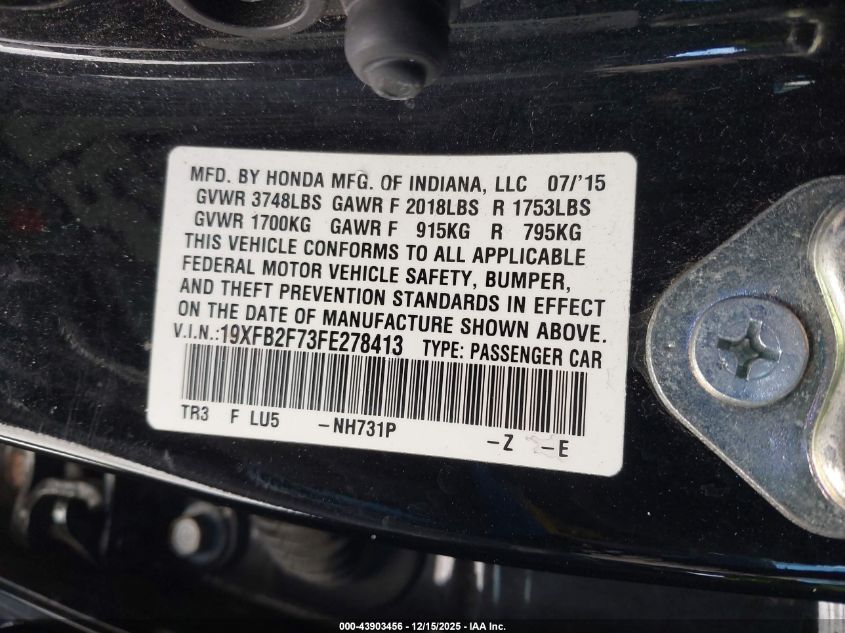 MFD. BY HONDA MFG. OF INDIANA, LLC 07/'15
GVWR 3748LBS GAWR F 2018LBS R 1753LBS
GVWR 1700KG GAWR F 915KG R 795KG
THIS VEHICLE CONFORMS TO ALL APPLICABLE
FEDERAL MOTOR VEHICLE SAFETY, BUMPER,
AND THEFT PREVENTION STANDARDS IN EFFECT
ON THE DATE OF MANUFACTURE SHOWN ABOVE.
V.I.N.:19XFB2F73FE278413 TYPE: PASSENGER CAR
TR3 F LU5 -NH731P -Z -E
000-43903456 - 12/15/2025 - IAA Inc.